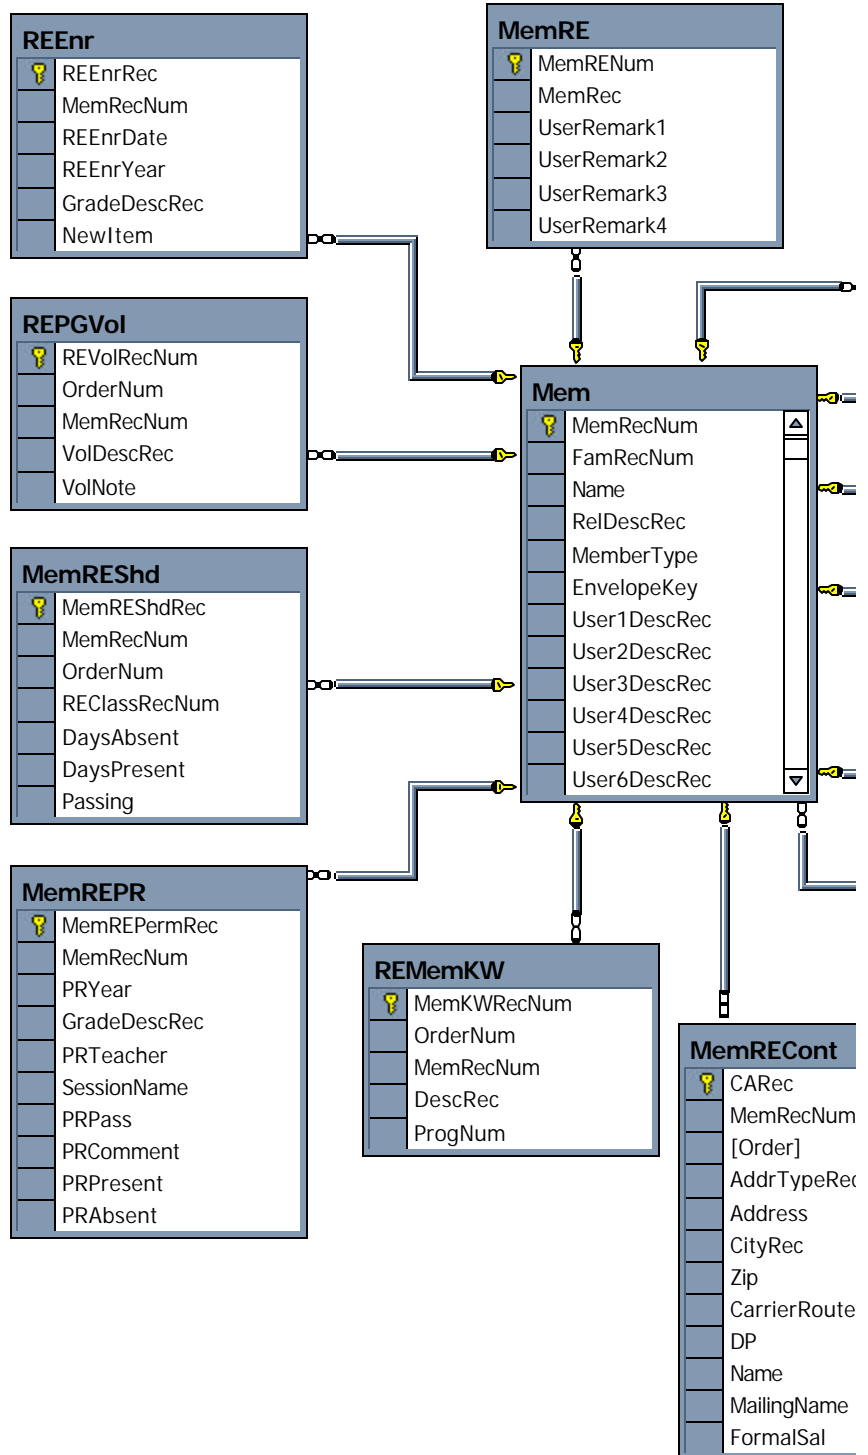 REEnr
REEnrRec
MemRecNum
REEnrDate
REEnrYear
GradeDescRec
NewItem
MemRE
MemRENum
MemRec
UserRemark1
UserRemark2
UserRemark3
UserRemark4
REPGVol
REVolRecNum
OrderNum
MemRecNum
VolDescRec
VolNote
Mem
MemRecNum
FamRecNum
Name
RelDescRec
MemberType
EnvelopeKey
User1DescRec
User2DescRec
User3DescRec
User4DescRec
User5DescRec
User6DescRec
MemREShd
MemREShdRec
MemRecNum
OrderNum
REClassRecNum
DaysAbsent
DaysPresent
Passing
MemREPR
MemREPermRec
MemRecNum
PRYear
GradeDescRec
PRTeacher
SessionName
PRPass
PRComment
PRPresent
PRAbsent
REMemKW
MemKWRecNum
OrderNum
MemRecNum
DescRec
ProgNum
MemRECont
CARec
MemRecNum
[Order]
AddrTypeRec
Address
CityRec
Zip
CarrierRoute
DP
Name
MailingName
FormalSal